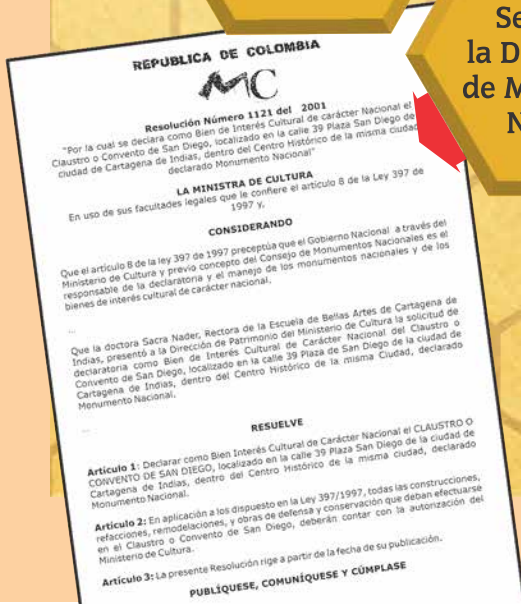 Se
la D
de M
N
REPUBLICA DE COLOMBIA
MC
Resolución Número 1121 del 2001
"Por la cual se declara como Bien de Interés Cultural de carácter Nacional el
Claustro o Convento de San Diego, localizado en la calle 39 Plaza San Diego de
ciudad de Cartagena de Indias, dentro del Centro Histórico de la misma ciudad
declarado Monumento Nacional"
LA MINISTRA DE CULTURA
En uso de sus facultades legales que le confiere el artículo 8 de la Ley 397 de
1997 y,
CONSIDERANDO
Que el artículo 8 de la ley 397 de 1997 preceptúa que el Gobierno Nacional a través del
Ministerio de Cultura y previo concepto del Consejo de Monumentos Nacionales es el
responsable de la declaratoria y el manejo de los monumentos nacionales y de los
bienes de interés cultural de carácter nacional.
...
Que la doctora Sacra Nader, Rectora de la Escuela de Bellas Artes de Cartagena de
Indias, presentó a la Dirección de Patrimonio del Ministerio de Cultura la solicitud de
declaratoria como Bien de Interés Cultural de Carácter Nacional del Claustro o
Convento de San Diego, localizado en la calle 39 Plaza de San Diego de la ciudad de
Cartagena de Indias, dentro del Centro Histórico de la misma Ciudad, declarado
Monumento Nacional.
...
RESUELVE
Artículo 1: Declarar como Bien Interés Cultural de Carácter Nacional el CLAUSTRO O
CONVENTO DE SAN DIEGO, localizado en la calle 39 Plaza San Diego de la ciudad de
Cartagena de Indias, dentro del Centro Histórico de la misma ciudad, declarado
Monumento Nacional.
Artículo 2: En aplicación a los dispuesto en la Ley 397/1997, todas las construcciones,
refacciones, remodelaciones, y obras de defensa y conservación que deban efectuarse
en el Claustro o Convento de San Diego, deberán contar con la autorización del
Ministerio de Cultura.
Artículo 3: La presente Resolución rige a partir de la fecha de su publicación.
PUBLÍQUESE, COMUNÍQUESE Y CÚMPLASE